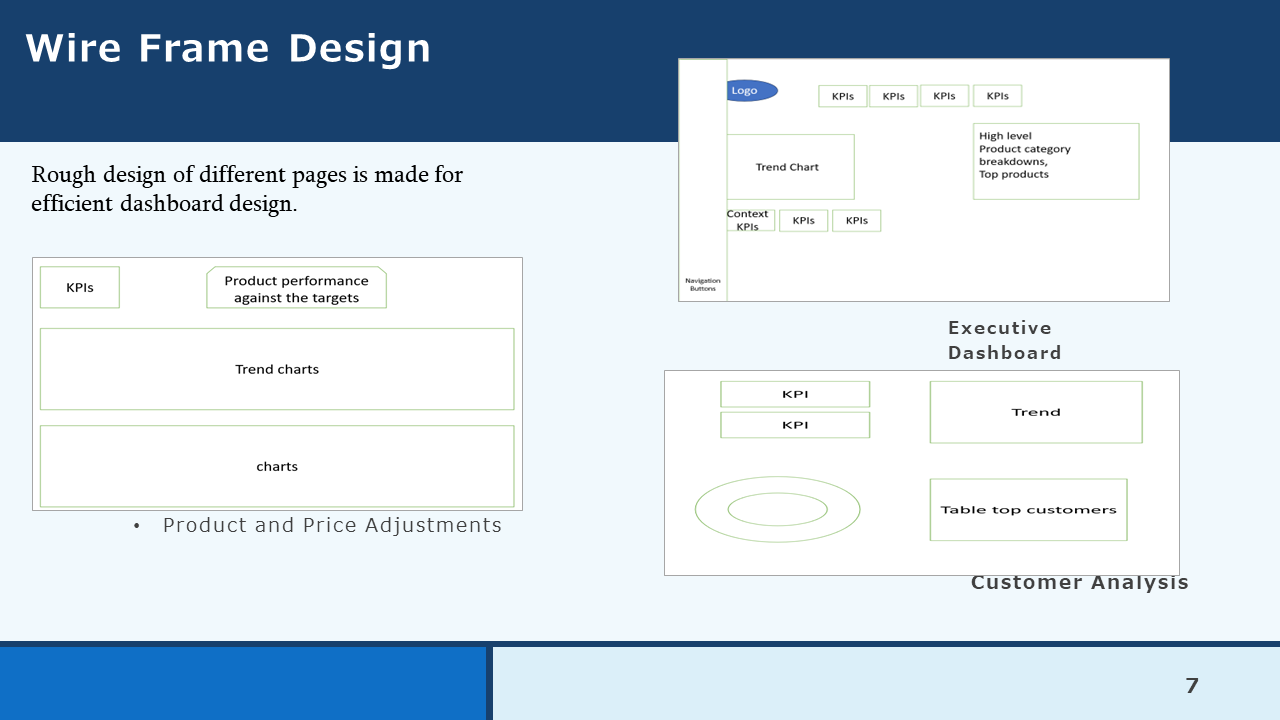 Wire Frame Design
Rough design of different pages is made for
efficient dashboard design.
KPIs
Product performance
against the targets
Trend charts
charts
• Product and Price Adjustments
Logo
KPIs
KPIs
KPIs
KPIs
High level
Product category
breakdowns,
Top products
Trend Chart
Context
KPIs
KPIs
KPIs
Navigation
Buttons
Executive
Dashboard
KPI
KPI
Trend
Table top customers
Customer Analysis
7